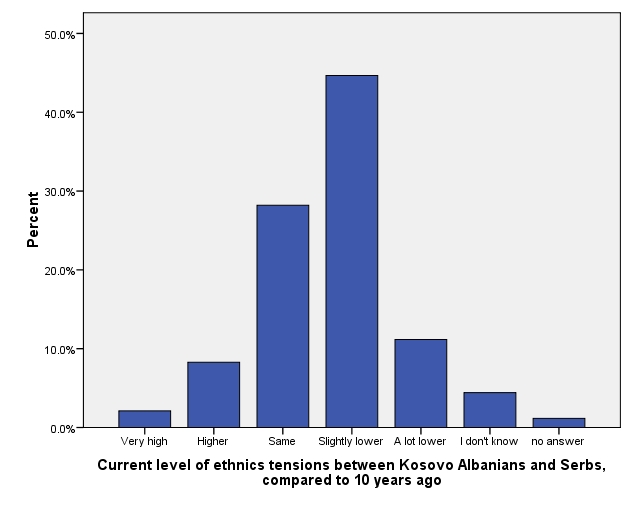 50.0%
40.0%
30.0%
20.0%
10.0%
0.0%
Percent
Very high Higher Same Slightly lower A lot lower I don't know no answer
Current level of ethnics tensions between Kosovo Albanians and Serbs,
compared to 10 years ago